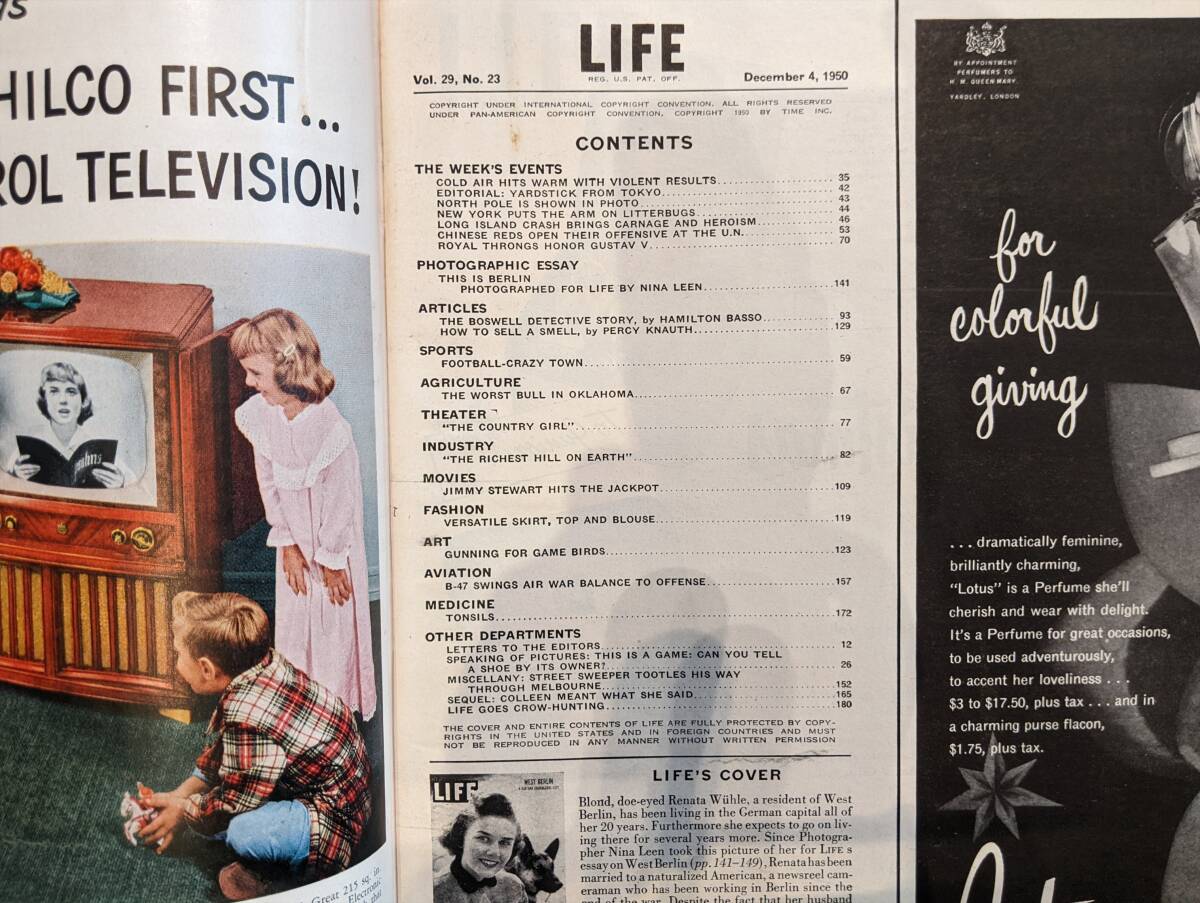 HILCO FIRST...
ROL TELEVISION!
Great 215 sq. in.
Electronic
LIFE
REG. U.S. PAT. OFF.
Vol. 29, No. 23
December 4, 1950
COPYRIGHT UNDER INTERNATIONAL COPYRIGHT CONVENTION. ALL RIGHTS RESERVED
UNDER PAN-AMERICAN COPYRIGHT CONVENTION, COPYRIGHT 1950 BY TIME INC.
CONTENTS
THE WEEK'S EVENTS
COLD AIR HITS WARM WITH VIOLENT RESULTS 35
EDITORIAL: YARDSTICK FROM TOKYO 42
NORTH POLE IS SHOWN IN PHOTO 43
NEW YORK PUTS THE ARM ON LITTERBUGS 44
LONG ISLAND CRASH BRINGS CARNAGE AND HEROISM 46
CHINESE REDS OPEN THEIR OFFENSIVE AT THE U.N. 53
ROYAL THRONGS HONOR GUSTAV V 70
PHOTOGRAPHIC ESSAY
THIS IS BERLIN
PHOTOGRAPHED FOR LIFE BY NINA LEEN 141
ARTICLES
THE BOSWELL DETECTIVE STORY, by HAMILTON BASSO 93
HOW TO SELL A SMELL, by PERCY KNAUTH 129
SPORTS
FOOTBALL-CRAZY TOWN 59
AGRICULTURE
THE WORST BULL IN OKLAHOMA 67
THEATER
"THE COUNTRY GIRL" 77
INDUSTRY
"THE RICHEST HILL ON EARTH" 82
MOVIES
JIMMY STEWART HITS THE JACKPOT 109
FASHION
VERSATILE SKIRT, TOP AND BLOUSE 119
ART
GUNNING FOR GAME BIRDS 123
AVIATION
B-47 SWINGS AIR WAR BALANCE TO OFFENSE 157
MEDICINE
TONSILS 172
OTHER DEPARTMENTS
LETTERS TO THE EDITORS 12
SPEAKING OF PICTURES: THIS IS A GAME: CAN YOU TELL
A SHOE BY ITS OWNER? 26
MISCELLANY: STREET SWEEPER TOOTLES HIS WAY
THROUGH MELBOURNE 152
SEQUEL: COLLEEN MEANT WHAT SHE SAID 165
LIFE GOES CROW-HUNTING 180
THE COVER AND ENTIRE CONTENTS OF LIFE ARE FULLY PROTECTED BY COPY-
RIGHTS IN THE UNITED STATES AND IN FOREIGN COUNTRIES AND MUST
NOT BE REPRODUCED IN ANY MANNER WITHOUT WRITTEN PERMISSION
LIFE
WEST BERLIN
LIFE'S COVER
Blond, doe-eyed Renata Wühle, a resident of West
Berlin, has been living in the German capital all of
her 20 years. Furthermore she expects to go on liv-
ing there for several years more. Since Photogra-
pher Nina Leen took this picture of her for LIFE s
essay on West Berlin (pp. 141–149), Renata has been
married to a naturalized American, a newsreel cam-
eraman who has been working in Berlin since the
end of the war. Despite the fact that her husband
BY APPOINTMENT
PERFUMERS TO
H. M. QUEEN MARY
YARDLEY, LONDON
for
colorful
giving
... dramatically feminine,
brilliantly charming,
"Lotus" is a Perfume she'll
cherish and wear with delight.
It's a Perfume for great occasions,
to be used adventurously,
to accent her loveliness ...
$3 to $17.50, plus tax ... and in
a charming purse flacon,
$1.75, plus tax.